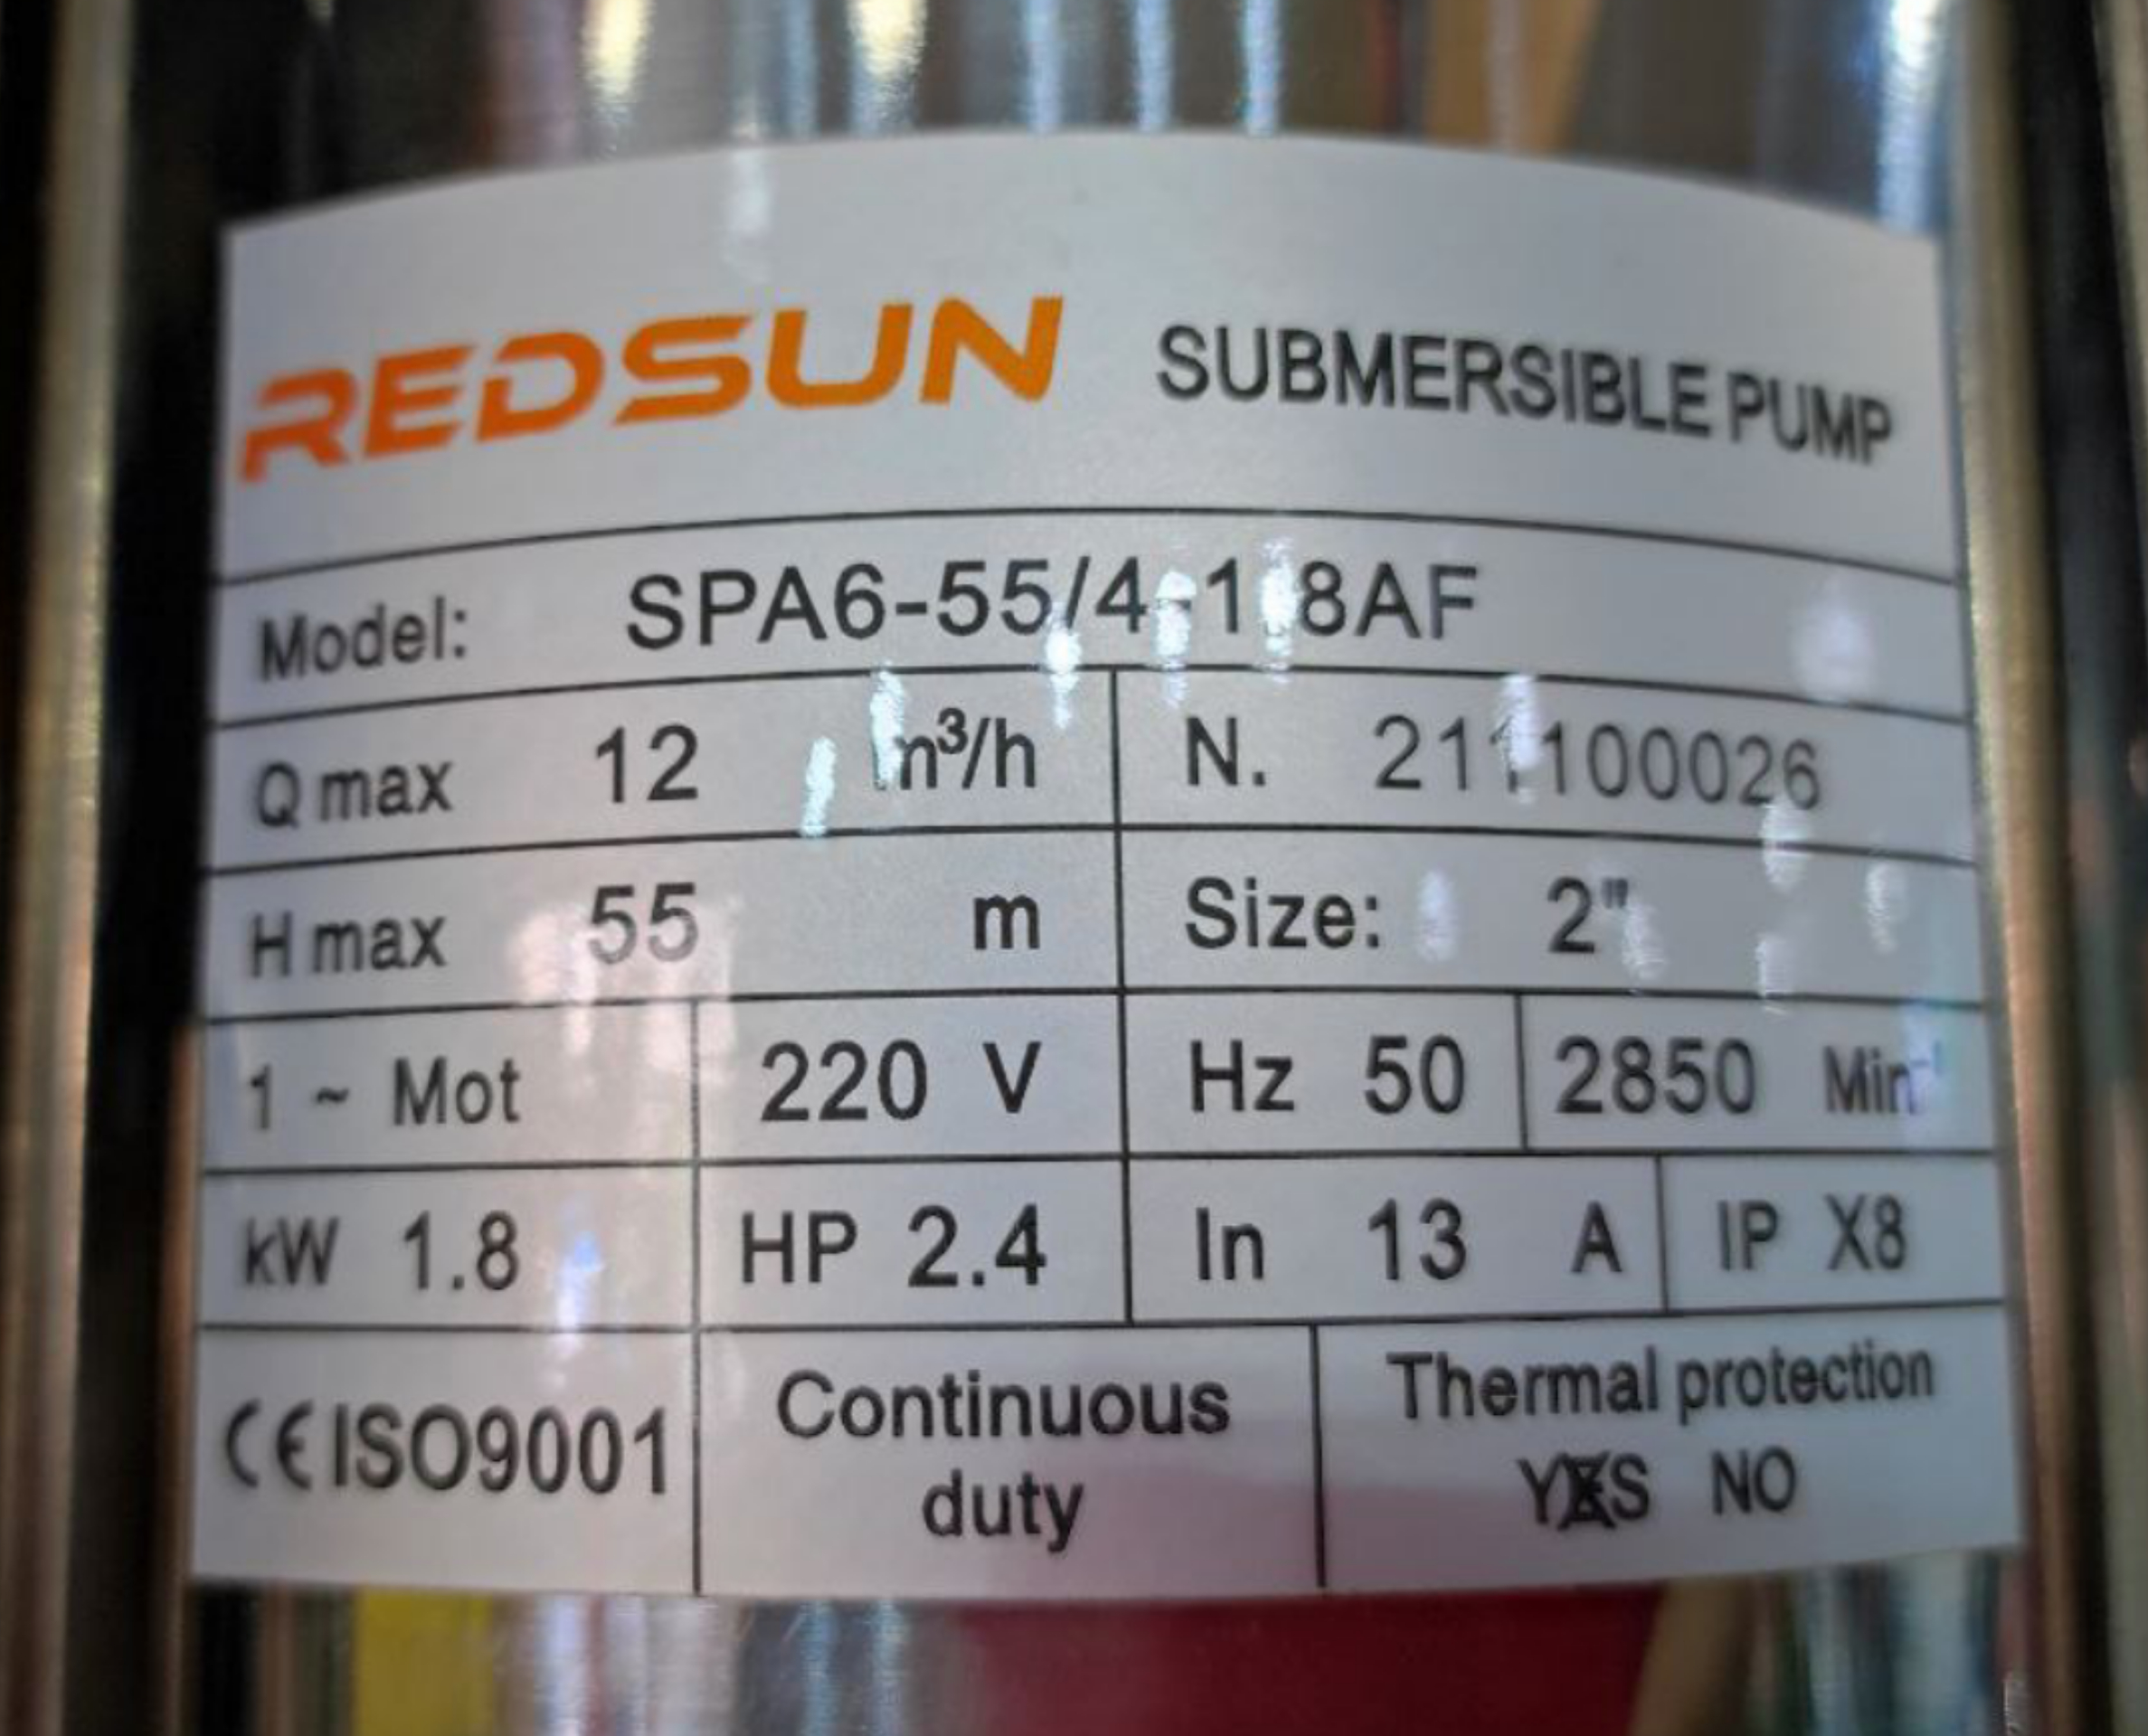 REDSUN SUBMERSIBLE PUMP
Model: SPA6-55/4-1.8AF
Q max 12 m³/h N. 211100026
H max 55 m Size: 2"
1 ~ Mot 220 V Hz 50 2850 Min⁻¹
kW 1.8 HP 2.4 In 13 A IP X8
CE ISO9001 Continuous duty Thermal protection
YES NO